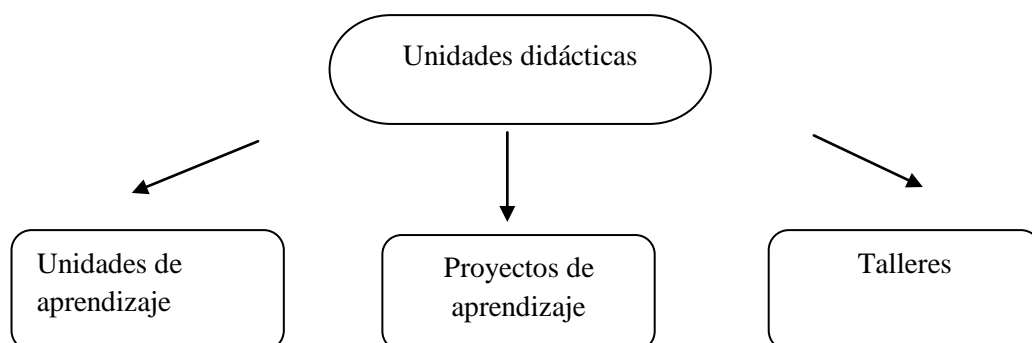 Unidades didácticas
Unidades de
aprendizaje
Proyectos de
aprendizaje
Talleres